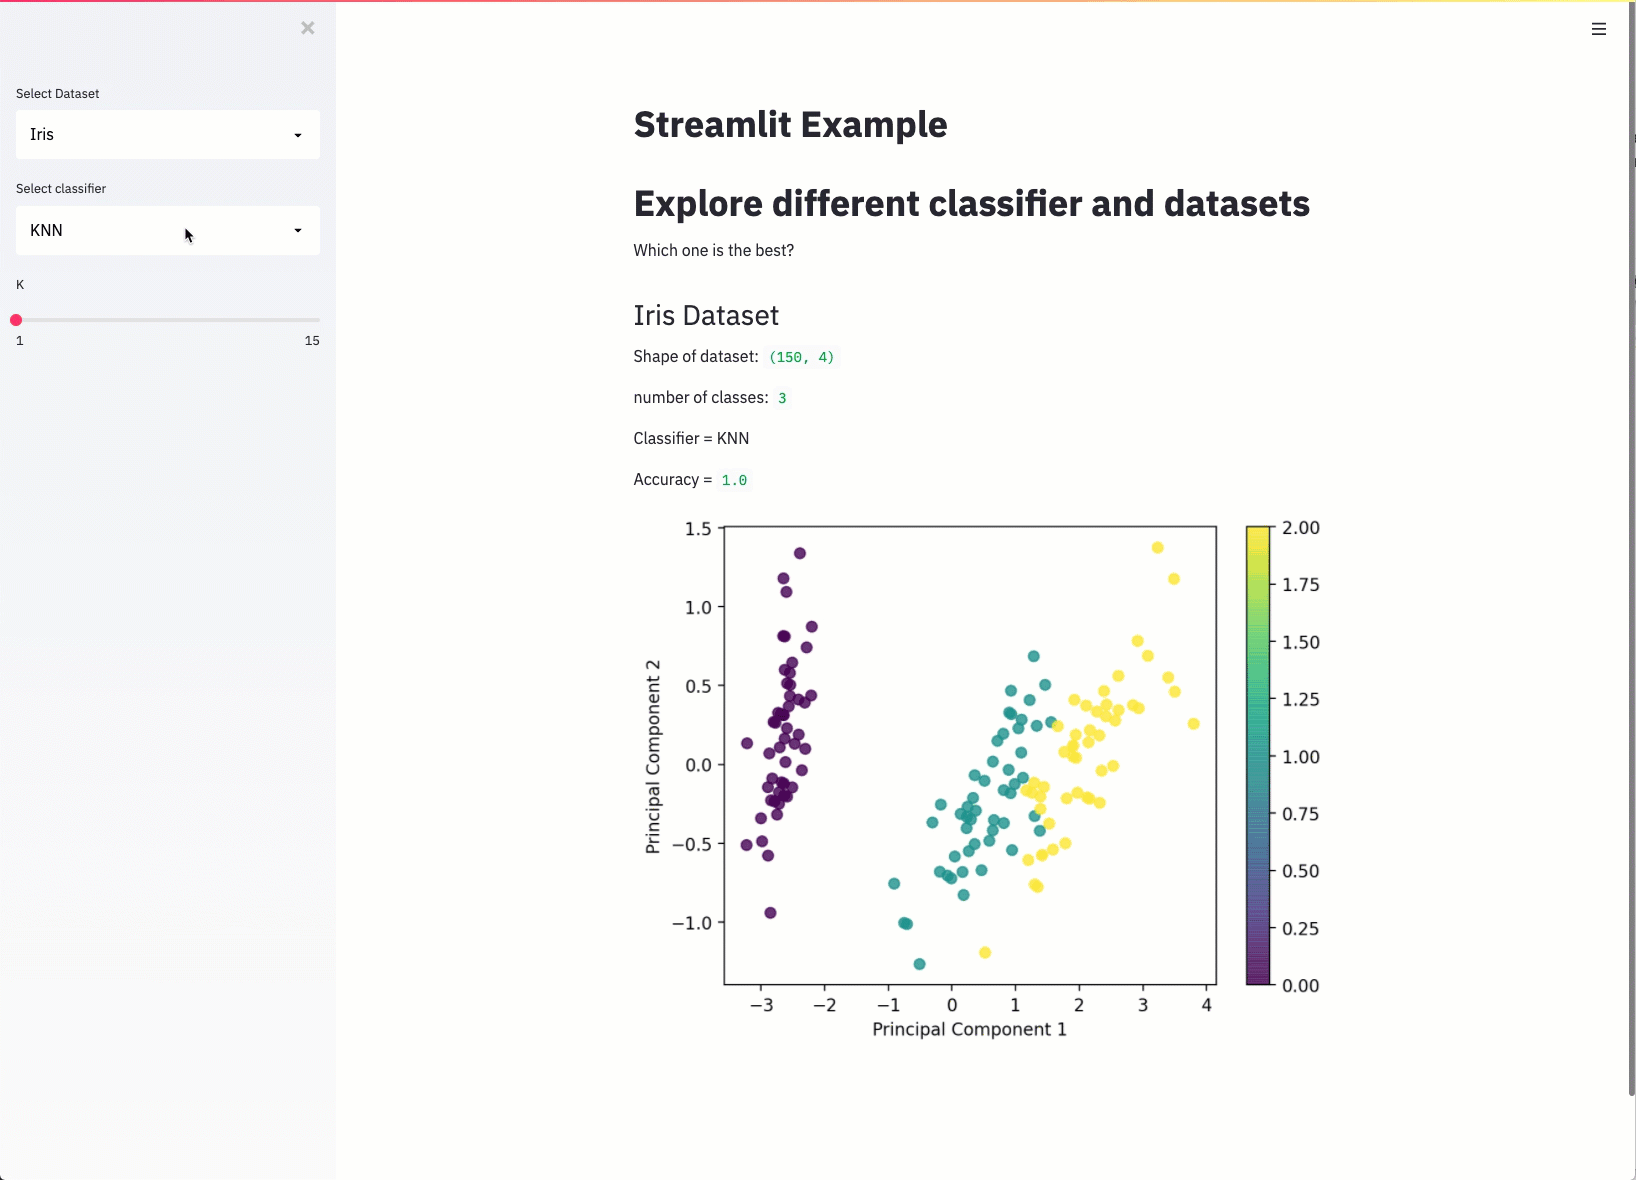 ×
Select Dataset
Iris
Select classifier
KNN
K
1 15
Streamlit Example
Explore different classifier and datasets
Which one is the best?
Iris Dataset
Shape of dataset: (150, 4)
number of classes: 3
Classifier = KNN
Accuracy = 1.0
1.5
1.0
0.5
0.0
−0.5
−1.0
Principal Component 2
−3 −2 −1 0 1 2 3 4
Principal Component 1
2.00
1.75
1.50
1.25
1.00
0.75
0.50
0.25
0.00